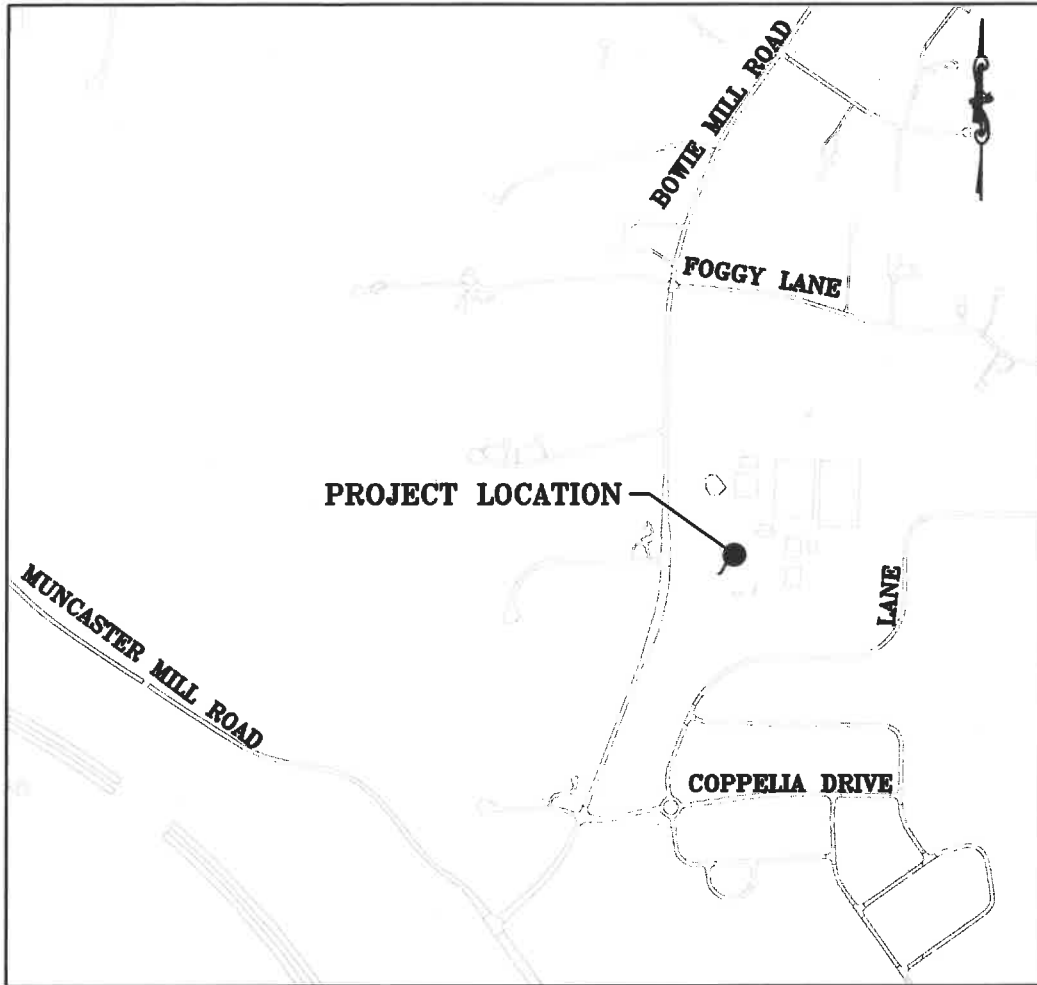 BOWIE MILL ROAD
FOGGY LANE
PROJECT LOCATION
LANE
MUNCASTER MILL ROAD
COPPELIA DRIVE